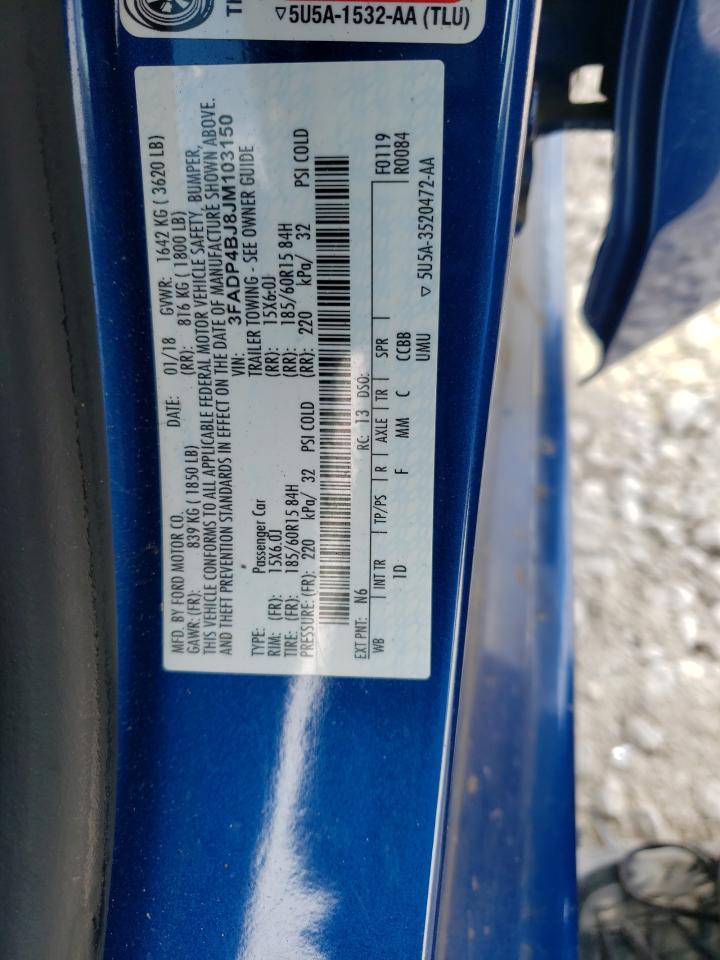 TI
▽5U5A-1532-AA (TLU)
MFD. BY FORD MOTOR CO. DATE: 01/18 GVWR: 1642 KG ( 3620 LB)
GAWR: (FR): 839 KG ( 1850 LB) (RR): 816 KG ( 1800 LB)
THIS VEHICLE CONFORMS TO ALL APPLICABLE FEDERAL MOTOR VEHICLE SAFETY, BUMPER,
AND THEFT PREVENTION STANDARDS IN EFFECT ON THE DATE OF MANUFACTURE SHOWN ABOVE.
VIN: 3FADP4BJ8JM103150
TYPE: Passenger Car TRAILER TOWING - SEE OWNER GUIDE
RIM: (FR): 15X6.0J (RR): 15X6.0J
TIRE: (FR): 185/60R15 84H (RR): 185/60R15 84H
PRESSURE: (FR): 220 kPa/ 32 PSI COLD (RR): 220 kPa/ 32 PSI COLD
EXT PNT: N6 RC: 13 DSO: F0119
WB INT TR TP/PS R AXLE TR SPR R0084
1D F MM C CCBB
UMU ▽ 5U5A-3520472-AA